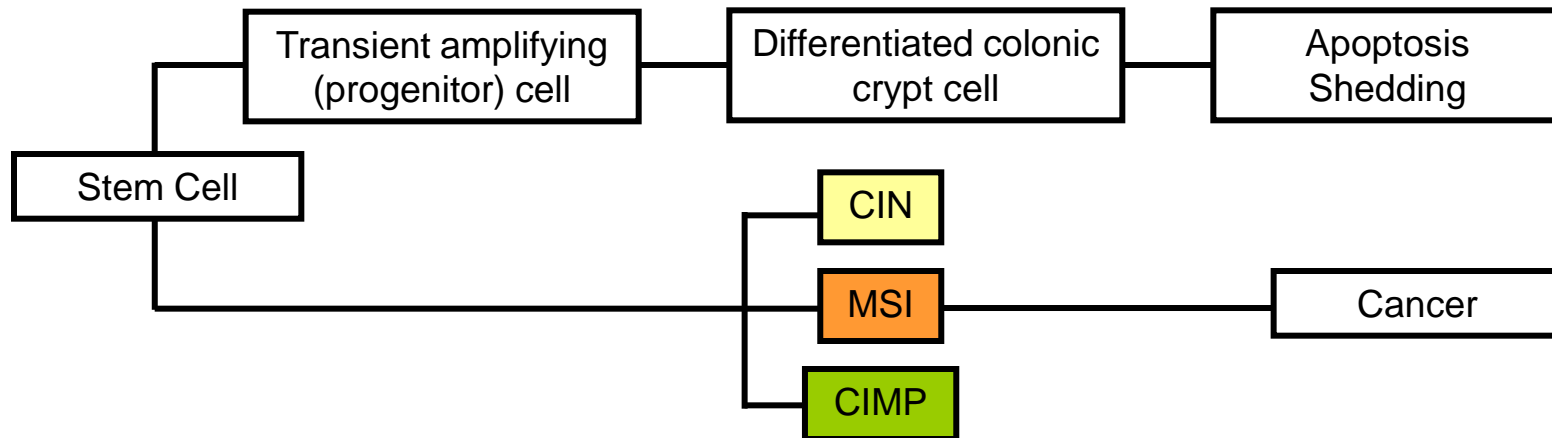 Transient amplifying
(progenitor) cell
Differentiated colonic
crypt cell
Apoptosis
Shedding
Stem Cell
CIN
MSI
Cancer
CIMP